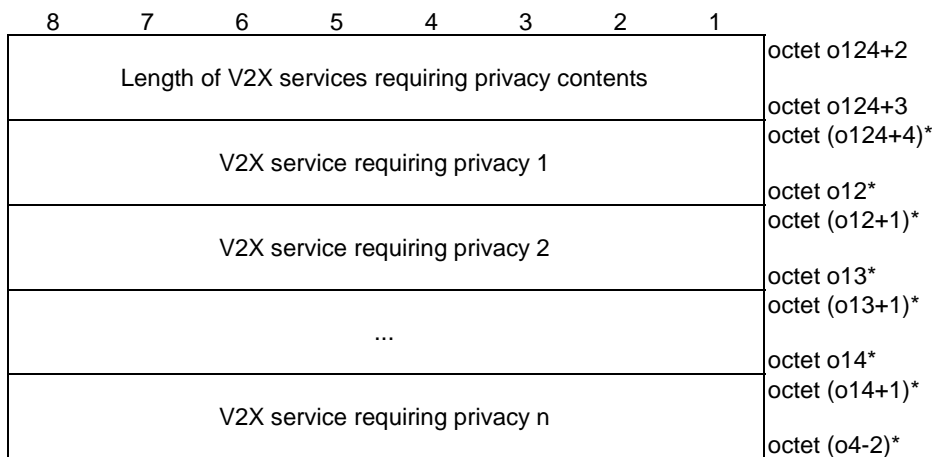 8 7 6 5 4 3 2 1
Length of V2X services requiring privacy contents
octet o124+2
octet o124+3
V2X service requiring privacy 1
octet (o124+4)*
octet o12*
V2X service requiring privacy 2
octet (o12+1)*
octet o13*
...
octet (o13+1)*
octet o14*
V2X service requiring privacy n
octet (o14+1)*
octet (o4-2)*